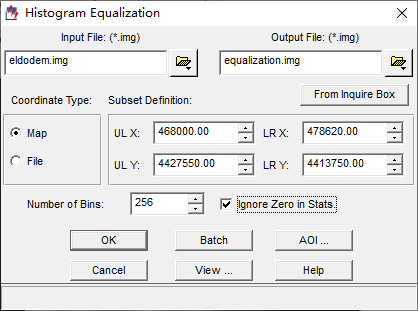 Histogram Equalization
Input File: (*.img) Output File: (*.img)
eldodem.img equalization.img
From Inquire Box
Coordinate Type: Subset Definition:
Map UL X: 468000.00 LR X: 478620.00
File UL Y: 4427550.00 LR Y: 4413750.00
Number of Bins: 256 Ignore Zero in Stats.
OK Batch AOI ...
Cancel View ... Help